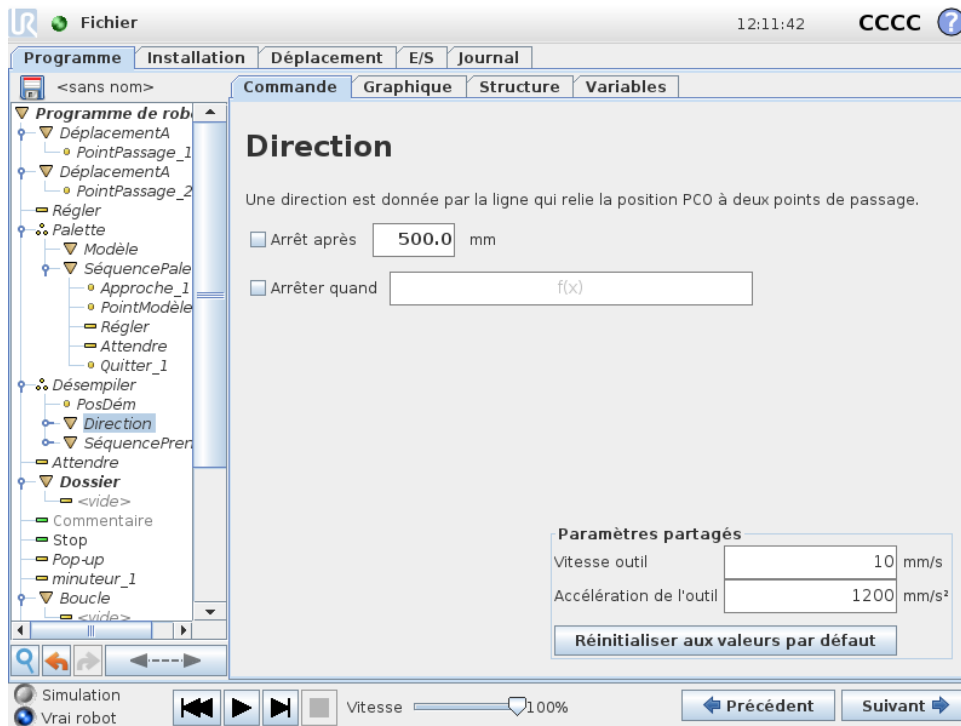 UR Fichier 12:11:42 CCCC ?
Programme Installation Déplacement E/S Journal
<sans nom> Commande Graphique Structure Variables
Programme de rob
DéplacementA
PointPassage_1
DéplacementA
PointPassage_2
Régler
Palette
Modèle
SéquencePale
Approche_1
PointModèle
Régler
Attendre
Quitter_1
Désempiler
PosDém
Direction
SéquencePren
Attendre
Dossier
<vide>
Commentaire
Stop
Pop-up
minuteur_1
Boucle
<vide>
Direction
Une direction est donnée par la ligne qui relie la position PCO à deux points de passage.
Arrêt après 500.0 mm
Arrêter quand f(x)
Paramètres partagés
Vitesse outil 10 mm/s
Accélération de l'outil 1200 mm/s²
Réinitialiser aux valeurs par défaut
Simulation
Vrai robot
Vitesse 100%
Précédent Suivant